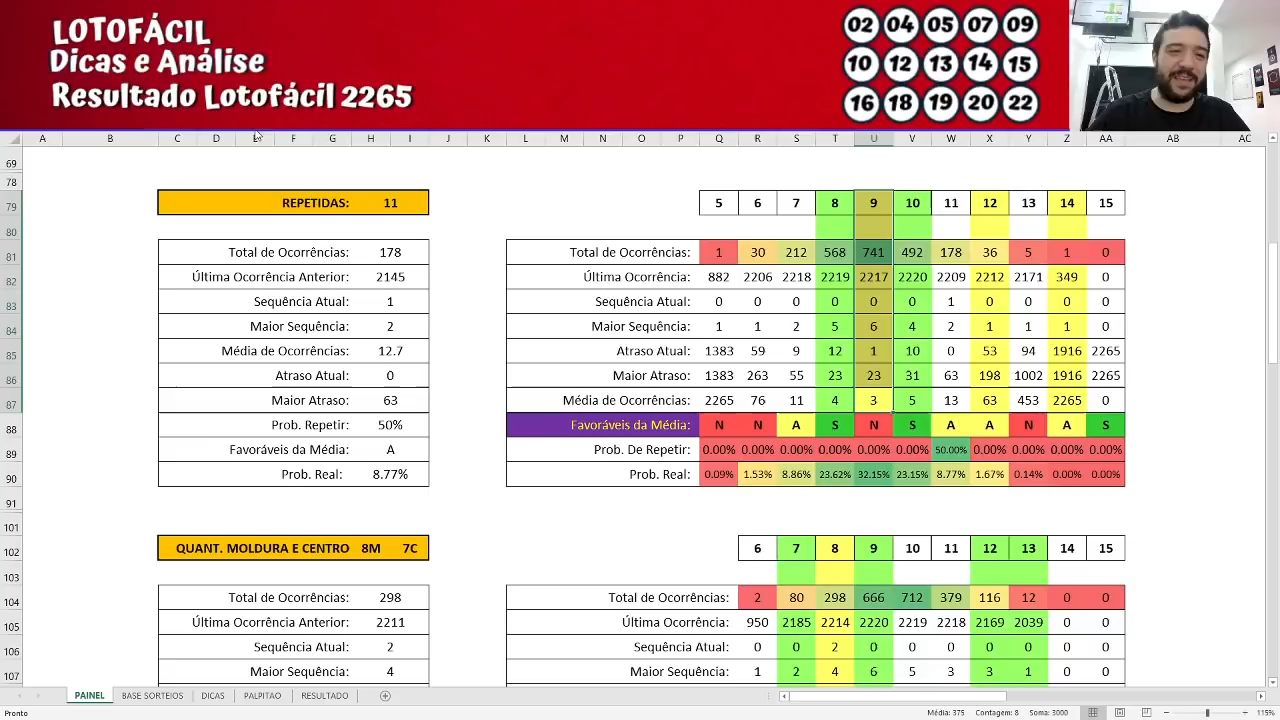 LOTOFÁCIL
Dicas e Análise
Resultado Lotofácil 2265
02 04 05 07 09
10 12 13 14 15
16 18 19 20 22
A B C D E F G H I J K L M N O P Q R S T U V W X Y Z AA AB AC
69
78
79 REPETIDAS: 11 5 6 7 8 9 10 11 12 13 14 15
80
81 Total de Ocorrências: 178 Total de Ocorrências: 1 30 212 568 741 492 178 36 5 1 0
82 Última Ocorrência Anterior: 2145 Última Ocorrência: 882 2206 2218 2219 2217 2220 2209 2212 2171 349 0
83 Sequência Atual: 1 Sequência Atual: 0 0 0 0 0 0 1 0 0 0 0
84 Maior Sequência: 2 Maior Sequência: 1 1 2 5 6 4 2 1 1 1 0
85 Média de Ocorrências: 12.7 Atraso Atual: 1383 59 9 12 1 10 0 53 94 1916 2265
86 Atraso Atual: 0 Maior Atraso: 1383 263 55 23 23 31 63 198 1002 1916 2265
87 Maior Atraso: 63 Média de Ocorrências: 2265 76 11 4 3 5 13 63 453 2265 0
88 Prob. Repetir: 50% Favoráveis da Média: N N A S N S A A N A S
89 Favoráveis da Média: A Prob. De Repetir: 0.00% 0.00% 0.00% 0.00% 0.00% 0.00% 50.00% 0.00% 0.00% 0.00% 0.00%
90 Prob. Real: 8.77% Prob. Real: 0.09% 1.53% 8.86% 23.62% 32.15% 23.15% 8.77% 1.67% 0.14% 0.00% 0.00%
91
101
102 QUANT. MOLDURA E CENTRO 8M 7C 6 7 8 9 10 11 12 13 14 15
103
104 Total de Ocorrências: 298 Total de Ocorrências: 2 80 298 666 712 379 116 12 0 0
105 Última Ocorrência Anterior: 2211 Última Ocorrência: 950 2185 2214 2220 2219 2218 2169 2039 0 0
106 Sequência Atual: 2 Sequência Atual: 0 0 2 0 0 0 0 0 0 0
107 Maior Sequência: 4 Maior Sequência: 1 2 4 6 5 3 3 1 0 0
PAINEL BASE SORTEIOS DICAS PALPITAO RESULTADO
Pronto Média: 375 Contagem: 8 Soma: 3000 115%